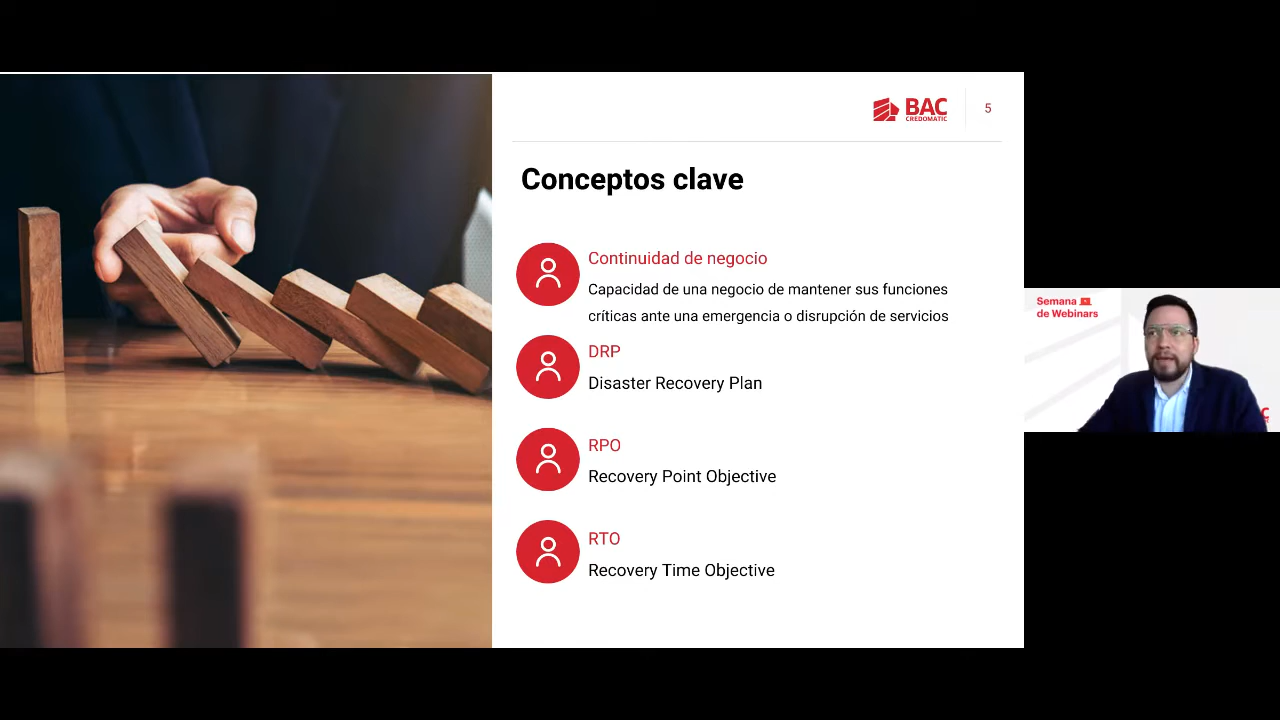 BAC
CREDOMATIC
5
Conceptos clave
Continuidad de negocio
Capacidad de una negocio de mantener sus funciones
críticas ante una emergencia o disrupción de servicios
DRP
Disaster Recovery Plan
RPO
Recovery Point Objective
RTO
Recovery Time Objective
Semana
de Webinars
C